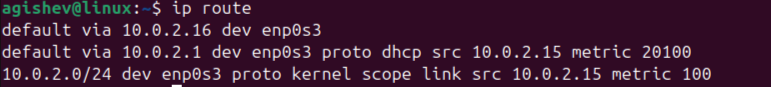 agishev@linux:~$ ip route
default via 10.0.2.16 dev enp0s3
default via 10.0.2.1 dev enp0s3 proto dhcp src 10.0.2.15 metric 20100
10.0.2.0/24 dev enp0s3 proto kernel scope link src 10.0.2.15 metric 100